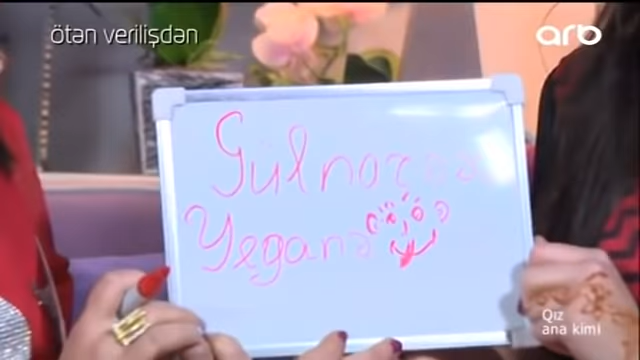 ötən verilişdən
arb
Gülnarə
Yeganə
Qız
ana kimi